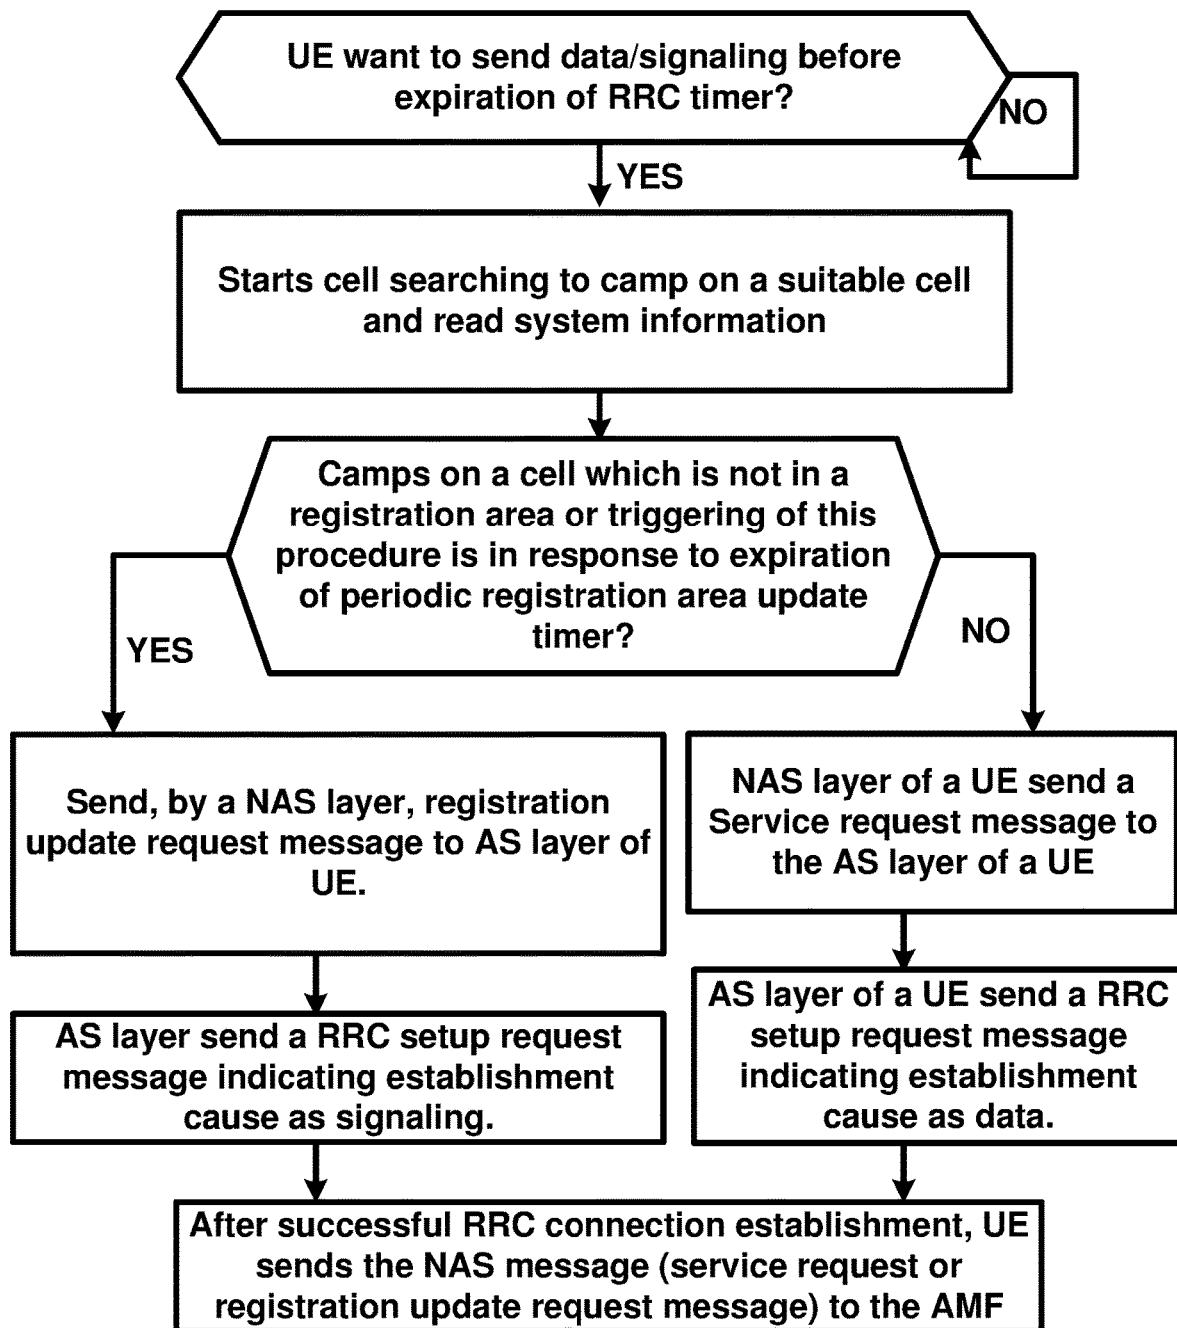 UE want to send data/signaling before
expiration of RRC timer?
NO
YES
Starts cell searching to camp on a suitable cell
and read system information
Camps on a cell which is not in a
registration area or triggering of this
procedure is in response to expiration
of periodic registration area update
timer?
YES
NO
Send, by a NAS layer, registration
update request message to AS layer of
UE.
NAS layer of a UE send a
Service request message to
the AS layer of a UE
AS layer send a RRC setup request
message indicating establishment
cause as signaling.
AS layer of a UE send a RRC
setup request message
indicating establishment
cause as data.
After successful RRC connection establishment, UE
sends the NAS message (service request or
registration update request message) to the AMF